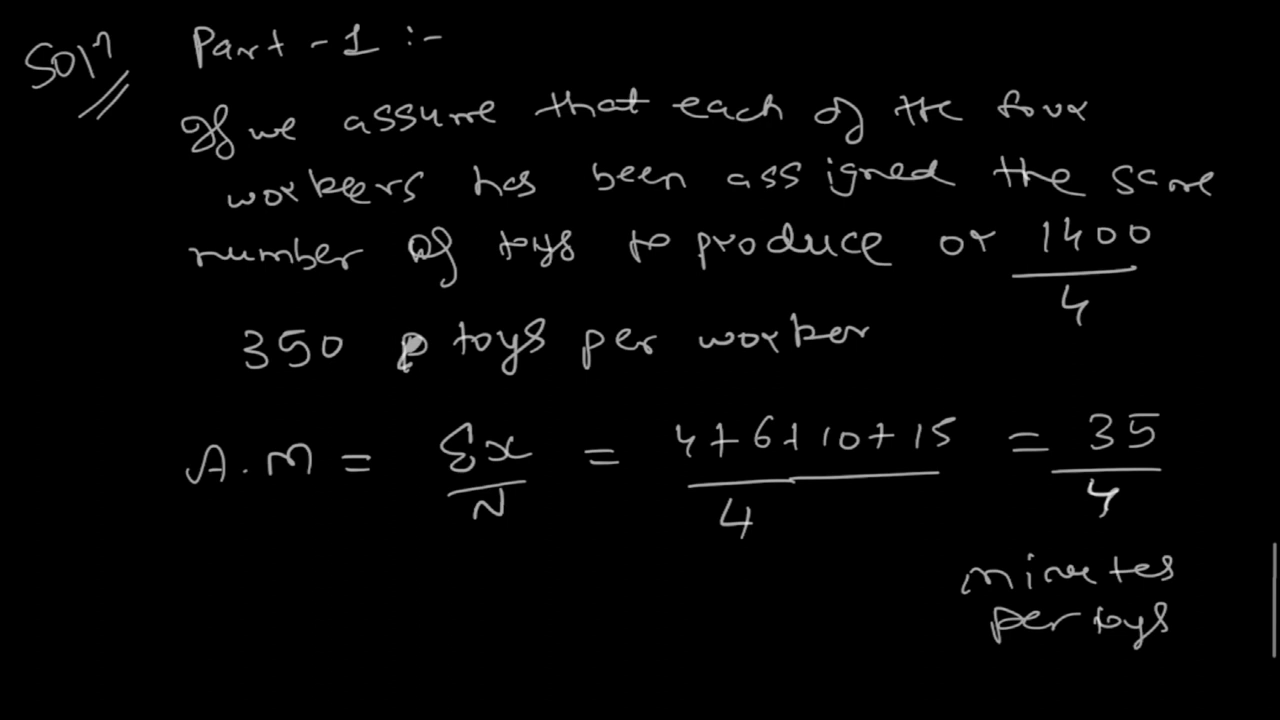 Soln Part - 1 :-
If we assume that each of the four
workeers has been assigned the same
number of toys to produce or 1400/4
350 toys per worker
A.M = Σx/N = 4+6+10+15/4 = 35/4
minutes
per toys